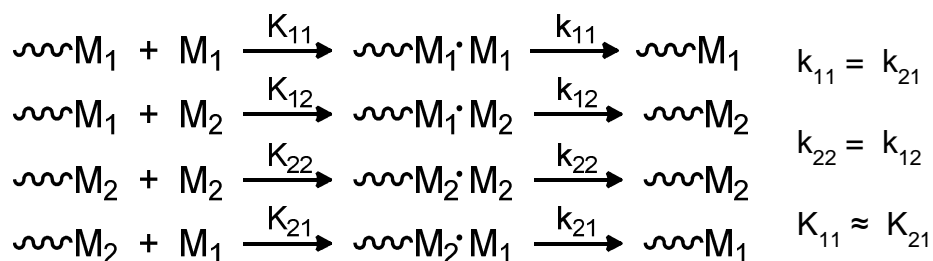 M₁ + M₁ K₁₁ M₁· M₁ k₁₁ M₁
M₁ + M₂ K₁₂ M₁· M₂ k₁₂ M₂
M₂ + M₂ K₂₂ M₂· M₂ k₂₂ M₂
M₂ + M₁ K₂₁ M₂· M₁ k₂₁ M₁
k₁₁ = k₂₁
k₂₂ = k₁₂
K₁₁ ≈ K₂₁